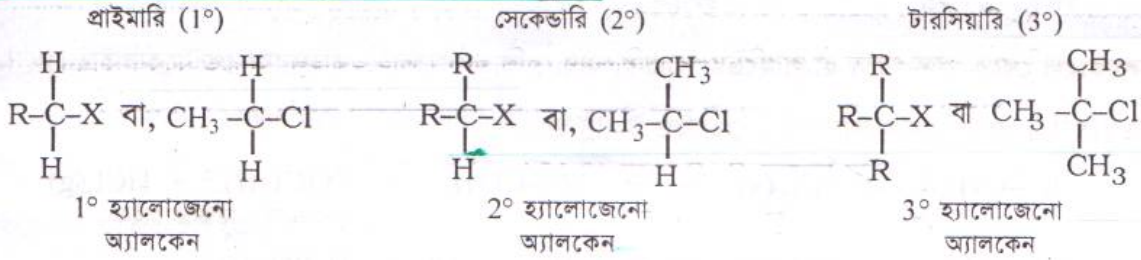 প্রাইমারি (1°) সেকেন্ডারি (2°) টারসিয়ারি (3°)
H H R CH₃ R CH₃
R–C–X বা, CH₃–C–Cl R–C–X বা, CH₃–C–Cl R–C–X বা CH₃–C–Cl
H H H H R CH₃
1° হ্যালোজেনো 2° হ্যালোজেনো 3° হ্যালোজেনো
অ্যালকেন অ্যালকেন অ্যালকেন